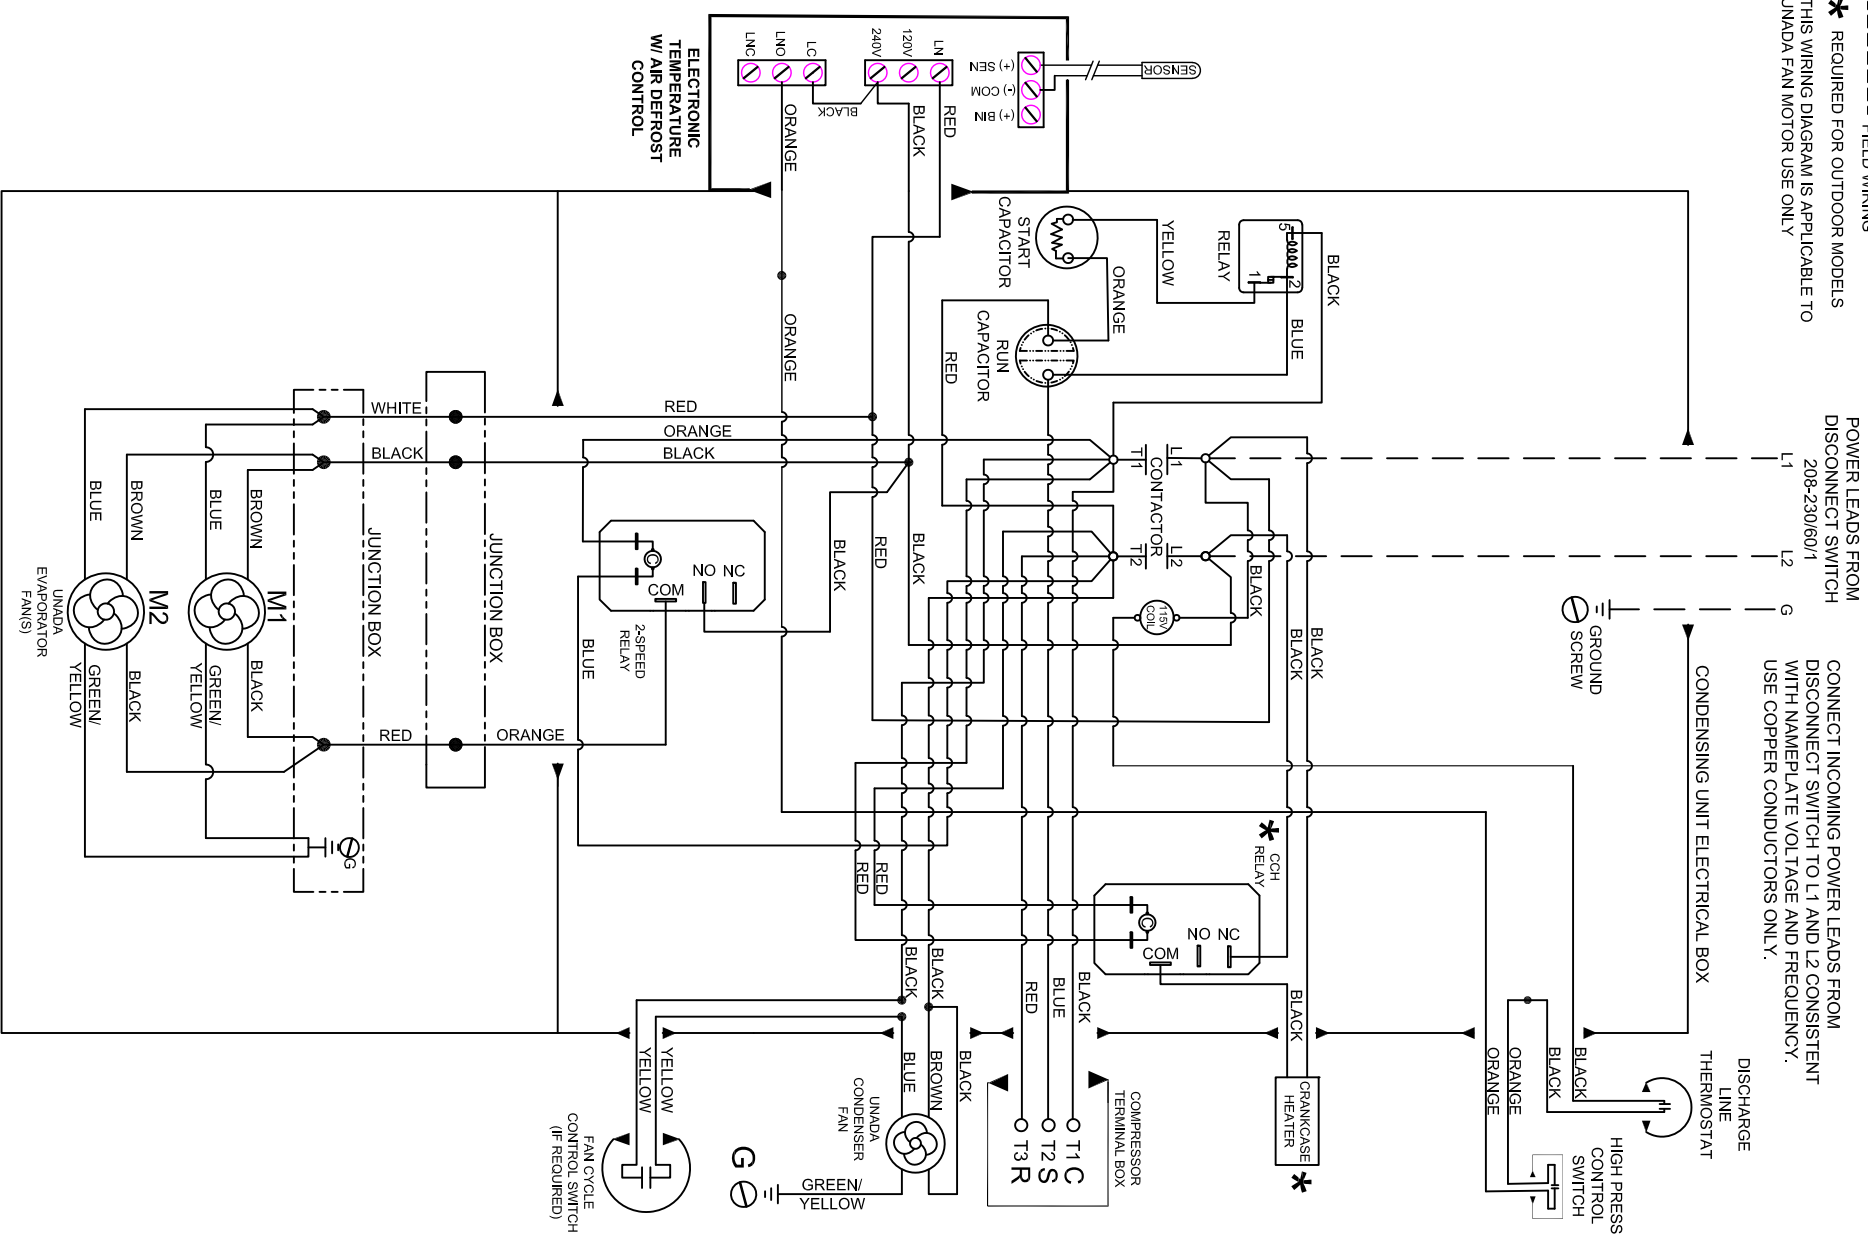 FIELD WIRING
* REQUIRED FOR OUTDOOR MODELS
THIS WIRING DIAGRAM IS APPLICABLE TO
UNADA FAN MOTOR USE ONLY
POWER LEADS FROM
DISCONNECT SWITCH
208-230/60/1
L1
L2
G
CONNECT INCOMING POWER LEADS FROM
DISCONNECT SWITCH TO L1 AND L2 CONSISTENT
WITH NAMEPLATE VOLTAGE AND FREQUENCY.
USE COPPER CONDUCTORS ONLY.
GROUND
SCREW
CONDENSING UNIT ELECTRICAL BOX
DISCHARGE
LINE
THERMOSTAT
HIGH PRESS
CONTROL
SWITCH
BLACK
BLACK
ORANGE
ORANGE
SENSOR
(+) SEN
(-) COM
(+) BIN
LN
120V
240V
LC
LNO
LNC
BLACK
RED
BLACK
ORANGE
ELECTRONIC
TEMPERATURE
W/ AIR DEFROST
CONTROL
5
2
1
RELAY
BLACK
BLUE
YELLOW
ORANGE
START
CAPACITOR
RUN
CAPACITOR
RED
ORANGE
L1
T1
CONTACTOR
L2
T2
115V
COIL
BLACK
BLACK
BLACK
BLACK
RED
BLACK
RED
ORANGE
BLACK
WHITE
BLACK
JUNCTION BOX
JUNCTION BOX
C
COM
NO
NC
2-SPEED
RELAY
BLUE
ORANGE
RED
BROWN
BLUE
BROWN
BLUE
M1
M2
UNADA
EVAPORATOR
FAN(S)
BLACK
GREEN/
YELLOW
BLACK
GREEN/
YELLOW
G
* CCH
RELAY
C
COM
NO
NC
RED
RED
BLACK
CRANKCASE
HEATER
*
BLACK
BLUE
RED
COMPRESSOR
TERMINAL BOX
T1 C
T2 S
T3 R
BLACK
BLACK
BLACK
BROWN
BLUE
UNADA
CONDENSER
FAN
GREEN/
YELLOW
G
YELLOW
YELLOW
FAN CYCLE
CONTROL SWITCH
(IF REQUIRED)